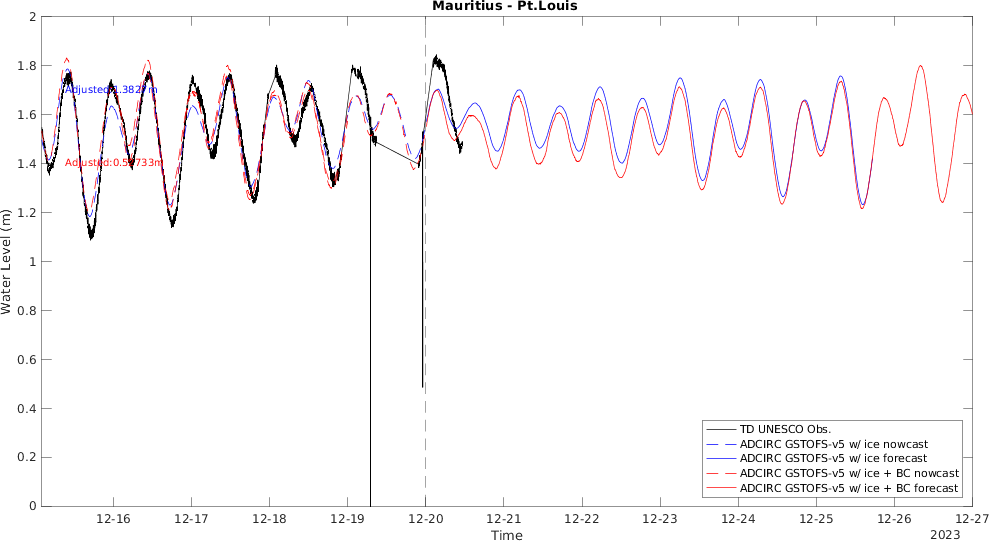 Mauritius - Pt.Louis
2
1.8
1.6
1.4
1.2
1
0.8
0.6
0.4
0.2
0
Water Level (m)
Adjusted:0.59733m
TD UNESCO Obs.
ADCIRC GSTOFS-v5 w/ ice nowcast
ADCIRC GSTOFS-v5 w/ ice forecast
ADCIRC GSTOFS-v5 w/ ice + BC nowcast
ADCIRC GSTOFS-v5 w/ ice + BC forecast
12-16
12-17
12-18
12-19
12-20
12-21
12-22
12-23
12-24
12-25
12-26
12-27
Time
2023